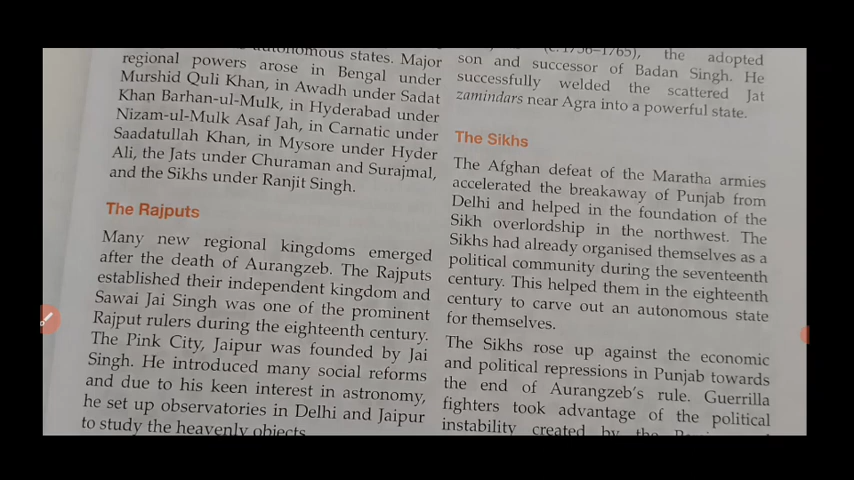 autonomous states. Major
regional powers arose in Bengal under
Murshid Quli Khan, in Awadh under Sadat
Khan Barhan-ul-Mulk, in Hyderabad under
Nizam-ul-Mulk Asaf Jah, in Carnatic under
Saadatullah Khan, in Mysore under Hyder
Ali, the Jats under Churaman and Surajmal,
and the Sikhs under Ranjit Singh.
The Rajputs
Many new regional kingdoms emerged
after the death of Aurangzeb. The Rajputs
established their independent kingdom and
Sawai Jai Singh was one of the prominent
Rajput rulers during the eighteenth century.
The Pink City, Jaipur was founded by Jai
Singh. He introduced many social reforms
and due to his keen interest in astronomy,
he set up observatories in Delhi and Jaipur
to study the heavenly objects.
(c. 1756–1765), the adopted
son and successor of Badan Singh. He
successfully welded the scattered Jat
zamindars near Agra into a powerful state.
The Sikhs
The Afghan defeat of the Maratha armies
accelerated the breakaway of Punjab from
Delhi and helped in the foundation of the
Sikh overlordship in the northwest. The
Sikhs had already organised themselves as a
political community during the seventeenth
century. This helped them in the eighteenth
century to carve out an autonomous state
for themselves.
The Sikhs rose up against the economic
and political repressions in Punjab towards
the end of Aurangzeb's rule. Guerrilla
fighters took advantage of the political
instability created by the